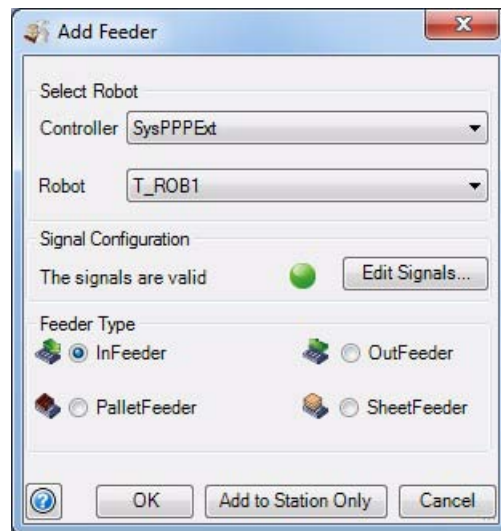 Add Feeder
Select Robot
Controller SysPPPExt
Robot T_ROB1
Signal Configuration
The signals are valid Edit Signals...
Feeder Type
InFeeder OutFeeder
PalletFeeder SheetFeeder
OK Add to Station Only Cancel